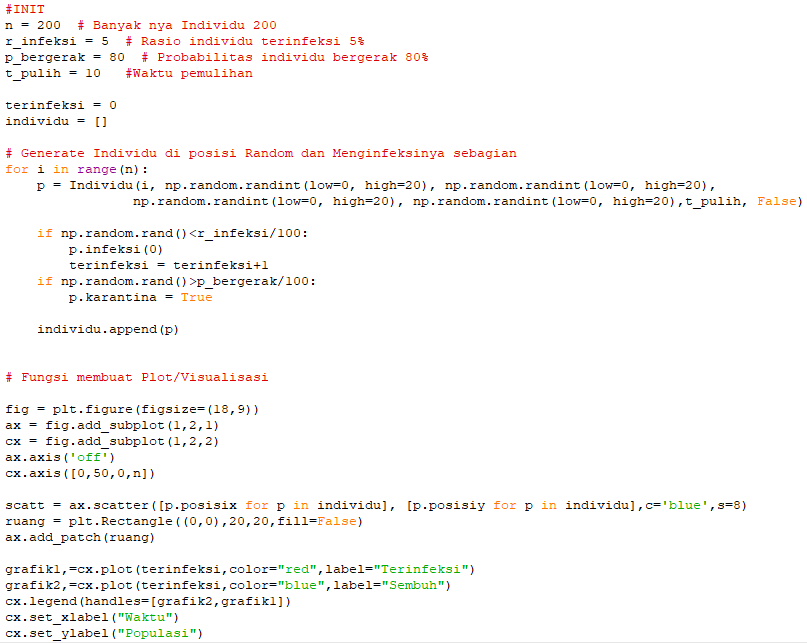 #INIT
n = 200  # Banyak nya Individu 200
r_infeksi = 5  # Rasio individu terinfeksi 5%
p_bergerak = 80  # Probabilitas individu bergerak 80%
t_pulih = 10   #Waktu pemulihan
terinfeksi = 0
individu = []
# Generate Individu di posisi Random dan Menginfeksinya sebagian
for i in range(n):
    p = Individu(i, np.random.randint(low=0, high=20), np.random.randint(low=0, high=20),
                np.random.randint(low=0, high=20), np.random.randint(low=0, high=20),t_pulih, False)
    if np.random.rand()<r_infeksi/100:
        p.infeksi(0)
        terinfeksi = terinfeksi+1
    if np.random.rand()>p_bergerak/100:
        p.karantina = True
    individu.append(p)
# Fungsi membuat Plot/Visualisasi
fig = plt.figure(figsize=(18,9))
ax = fig.add_subplot(1,2,1)
cx = fig.add_subplot(1,2,2)
ax.axis('off')
cx.axis([0,50,0,n])
scatt = ax.scatter([p.posisix for p in individu], [p.posisiy for p in individu],c='blue',s=8)
ruang = plt.Rectangle((0,0),20,20,fill=False)
ax.add_patch(ruang)
grafik1,=cx.plot(terinfeksi,color="red",label="Terinfeksi")
grafik2,=cx.plot(terinfeksi,color="blue",label="Sembuh")
cx.legend(handles=[grafik2,grafik1])
cx.set_xlabel("Waktu")
cx.set_ylabel("Populasi")